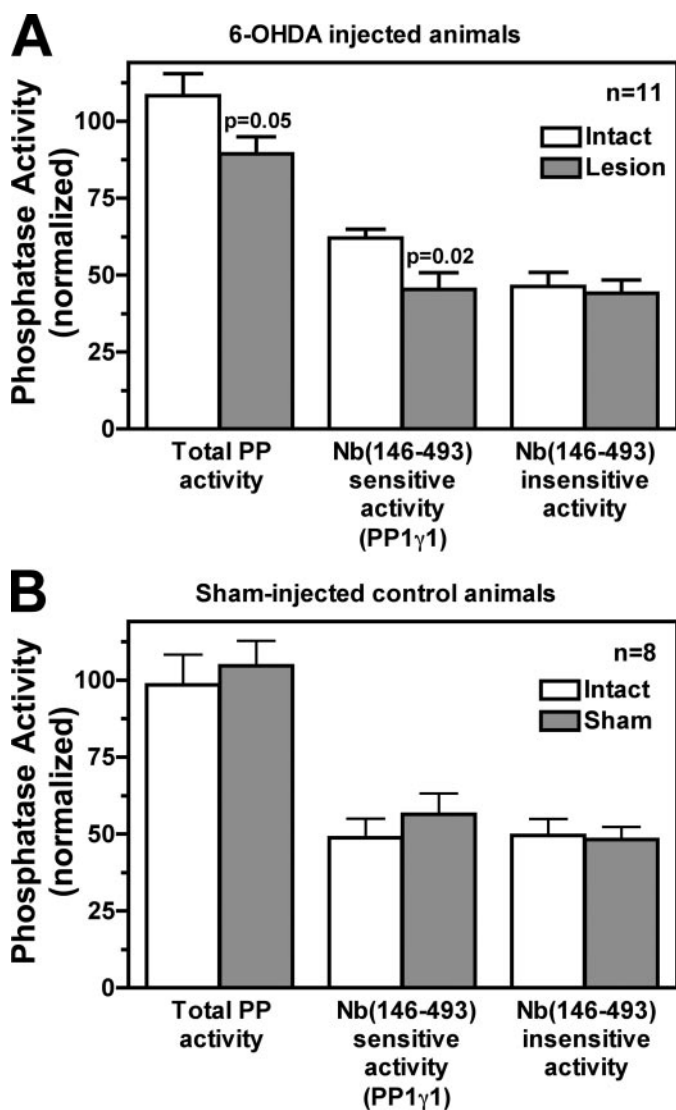 A
6-OHDA injected animals
Phosphatase Activity
(normalized)
100
75
50
25
0
n=11
Intact
Lesion
p=0.05
p=0.02
Total PP
activity
Nb(146-493)
sensitive
activity
(PP1γ1)
Nb(146-493)
insensitive
activity
B
Sham-injected control animals
Phosphatase Activity
(normalized)
100
75
50
25
0
n=8
Intact
Sham
Total PP
activity
Nb(146-493)
sensitive
activity
(PP1γ1)
Nb(146-493)
insensitive
activity